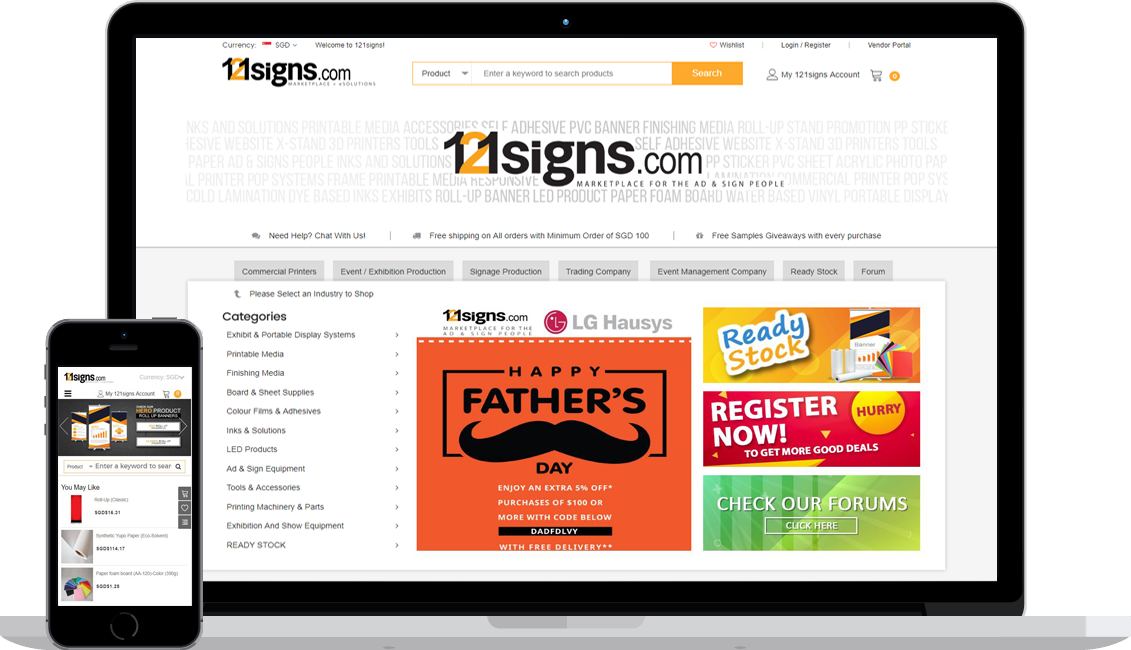 Currency: SGD Welcome to 121signs! Wishlist | Login / Register | Vendor Portal
121signs.com
MARKETPLACE + eSOLUTIONS
Product Enter a keyword to search products Search My 121signs Account 0
NKS AND SOLUTIONS PRINTABLE MEDIA ACCESSORIES SELF ADHESIVE PVC BANNER FINISHING MEDIA ROLL-UP STAND PROMOTION PP STICKE
HESIVE WEBSITE X-STAND 3D PRINTERS TOOLS SELF ADHESIVE WEBSITE X-STAND 3D PRINTERS TOOLS
PAPER AD & SIGNS PEOPLE INKS AND SOLUTIONS PP STICKER PVC SHEET ACRYLIC PAP
L PRINTER POP SYSTEMS FRAME PRINTABLE MEDIA RESPONSIVE LAMINATION COMMERCIAL PRINTER POP SYS
COLD LAMINATION DYE BASED INKS EXHIBITS ROLL-UP BANNER LED PRODUCT PAPER FOAM BOARD WATER BASED VINYL PORTABLE DISPLAY
121signs.com
MARKETPLACE FOR THE AD & SIGN PEOPLE
Need Help? Chat With Us! | Free shipping on All orders with Minimum Order of SGD 100 | Free Samples Giveaways with every purchase
Commercial Printers Event / Exhibition Production Signage Production Trading Company Event Management Company Ready Stock Forum
Please Select an Industry to Shop
Categories
Exhibit & Portable Display Systems
Printable Media
Finishing Media
Board & Sheet Supplies
Colour Films & Adhesives
Inks & Solutions
LED Products
Ad & Sign Equipment
Tools & Accessories
Printing Machinery & Parts
Exhibition And Show Equipment
READY STOCK
121signs.com
MARKETPLACE FOR THE
AD & SIGN PEOPLE
LG Hausys
HAPPY
FATHER'S
DAY
ENJOY AN EXTRA 5% OFF*
PURCHASES OF $100 OR
MORE WITH CODE BELOW
DADFDLVY
WITH FREE DELIVERY**
Ready
Stock
Banner
REGISTER
NOW!
HURRY
TO GET MORE GOOD DEALS
CHECK OUR FORUMS
CLICK HERE
121signs.com Currency: SGD
My 121signs Account 0
CHECK OUR
HERO PRODUCT
ROLL UP BANNERS
Product Enter a keyword to sear
You May Like
Roll-Up (Classic)
SGD$16.31
Synthetic Yupo Paper (Eco-Solvent)
SGD$114.17
Paper foam board (AA-120)-Color (390g)
SGD$1.25